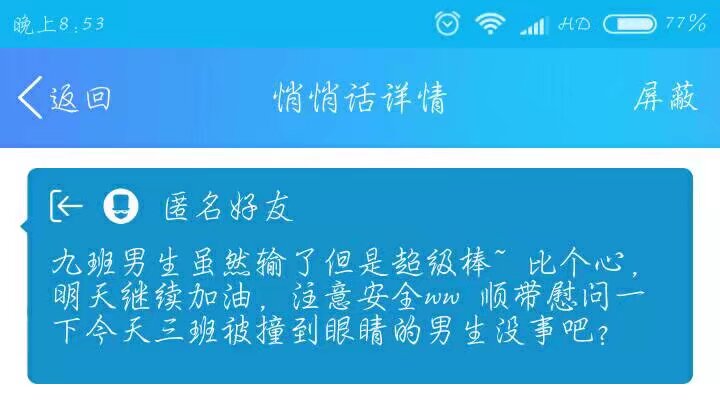 晚上8:53 HD 77%
返回 悄悄话详情 屏蔽
匿名好友
九班男生虽然输了但是超级棒~ 比个心，
明天继续加油，注意安全ww 顺带慰问一
下今天三班被撞到眼睛的男生没事吧？